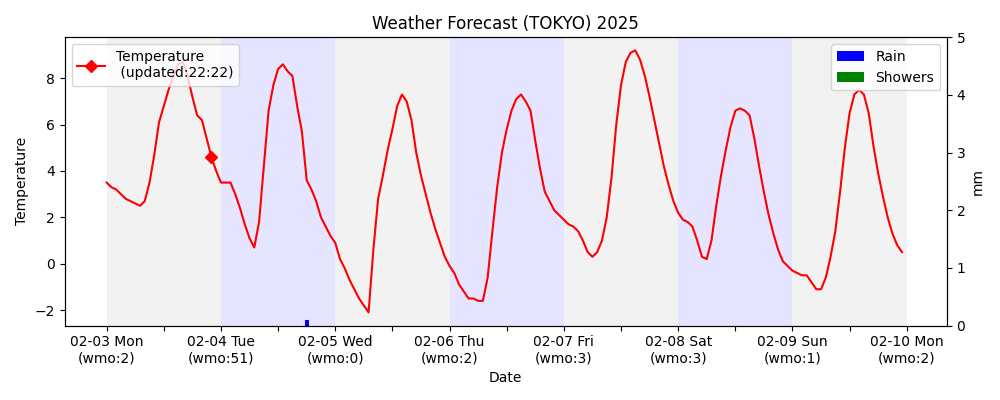 Weather Forecast (TOKYO) 2025
Temperature
(updated:22:22)
Rain
Showers
Temperature
8
6
4
2
0
−2
5
4
3
2
1
0
mm
02-03 Mon
(wmo:2)
02-04 Tue
(wmo:51)
02-05 Wed
(wmo:0)
02-06 Thu
(wmo:2)
02-07 Fri
(wmo:3)
02-08 Sat
(wmo:3)
02-09 Sun
(wmo:1)
02-10 Mon
(wmo:2)
Date